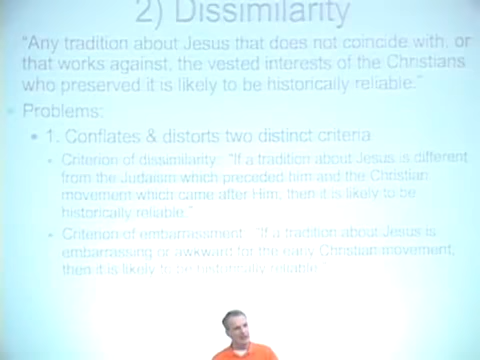 2) Dissimilarity
“Any tradition about Jesus that does not coincide with, or
that works against, the vested interests of the Christians
who preserved it is likely to be historically reliable.”
Problems:
1. Conflates & distorts two distinct criteria
Criterion of dissimilarity: “If a tradition about Jesus is different
from the Judaism which preceded him and the Christian
movement which came after Him, then it is likely to be
historically reliable.”
Criterion of embarrassment: “If a tradition about Jesus is
embarrassing or awkward for the early Christian movement,
then it is likely to be historically reliable.”